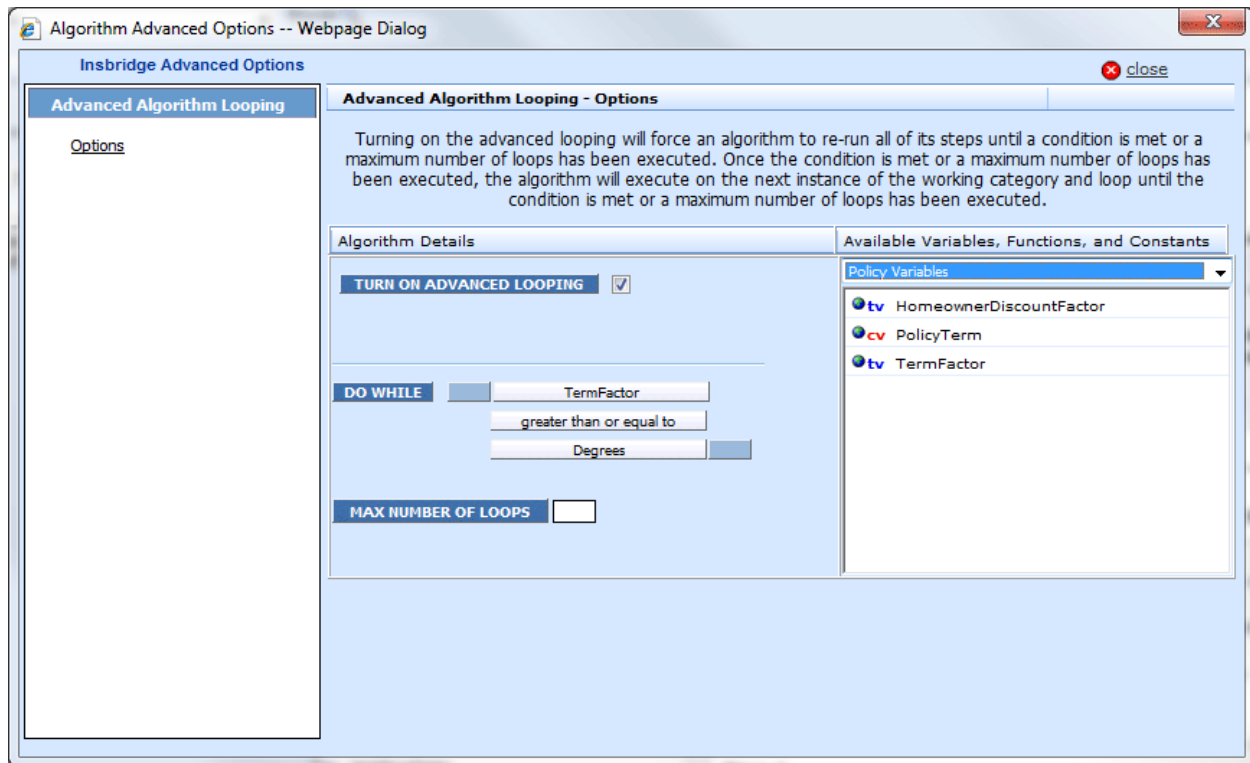 Algorithm Advanced Options -- Webpage Dialog
Insbridge Advanced Options
close
Advanced Algorithm Looping
Options
Advanced Algorithm Looping - Options
Turning on the advanced looping will force an algorithm to re-run all of its steps until a condition is met or a
maximum number of loops has been executed. Once the condition is met or a maximum number of loops has
been executed, the algorithm will execute on the next instance of the working category and loop until the
condition is met or a maximum number of loops has been executed.
Algorithm Details
Available Variables, Functions, and Constants
TURN ON ADVANCED LOOPING
Policy Variables
tv HomeownerDiscountFactor
cv PolicyTerm
tv TermFactor
DO WHILE TermFactor
greater than or equal to
Degrees
MAX NUMBER OF LOOPS